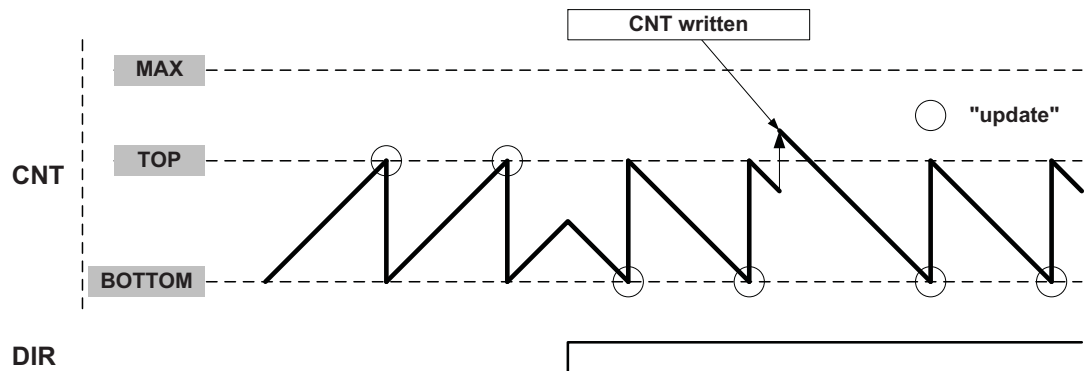 CNT written
MAX
"update"
TOP
CNT
BOTTOM
DIR